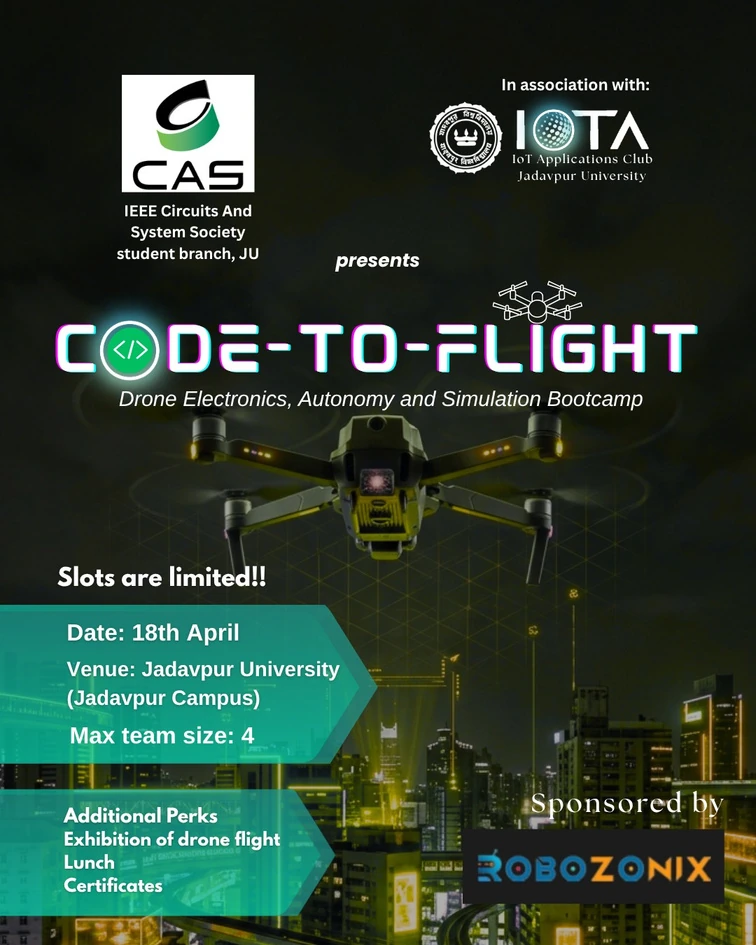 CAS
IEEE Circuits And
System Society
student branch, JU
In association with:
IOTA
IoT Applications Club
Jadavpur University
presents
C</>DE-TO-FLIGHT
Drone Electronics, Autonomy and Simulation Bootcamp
Slots are limited!!
Date: 18th April
Venue: Jadavpur University
(Jadavpur Campus)
Max team size: 4
Additional Perks
Exhibition of drone flight
Lunch
Certificates
Sponsored by
ROBOZONIX